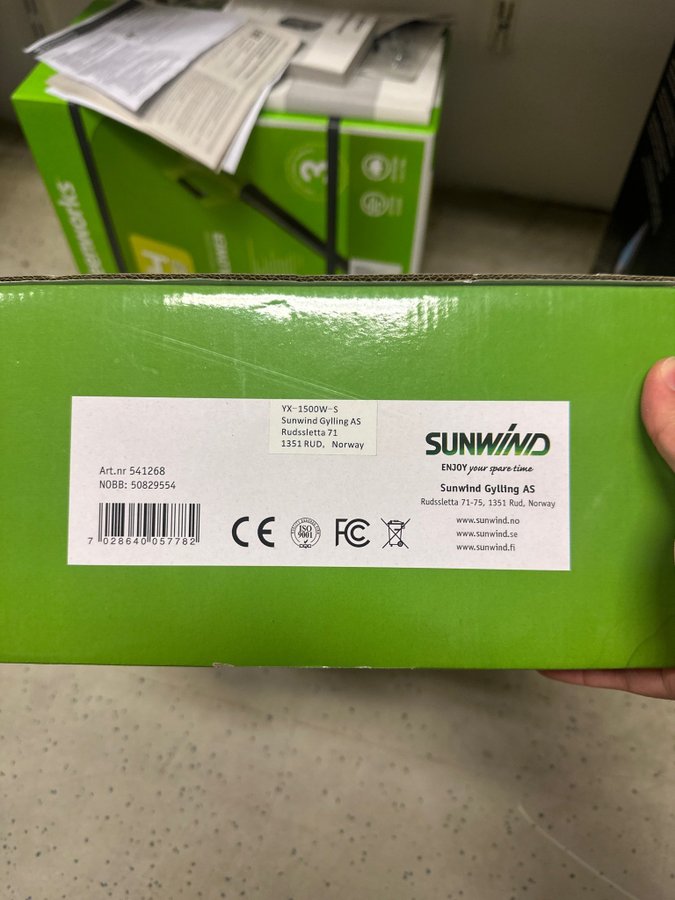 3
YX-1500W-S
Sunwind Gylling AS
Rudssletta 71
1351 RUD, Norway
Art.nr 541268
NOBB: 50829554
7 028640 057782
CE
ISO
9001
FC
SUNWIND
ENJOY your spare time
Sunwind Gylling AS
Rudssletta 71-75, 1351 Rud, Norway
www.sunwind.no
www.sunwind.se
www.sunwind.fi